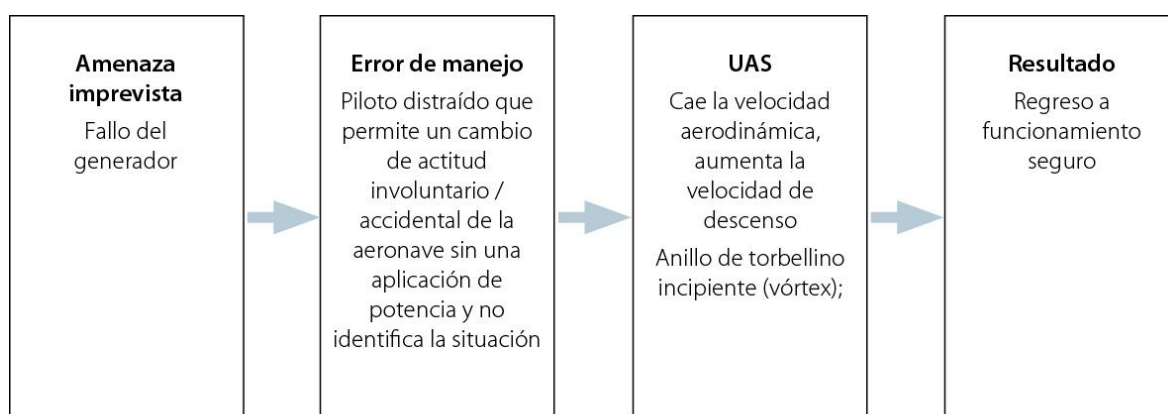 Amenaza
imprevista
Fallo del
generador
Error de manejo
Piloto distraído que
permite un cambio
de actitud
involuntario /
accidental de la
aeronave sin una
aplicación de
potencia y no
identifica la situación
UAS
Cae la velocidad
aerodinámica,
aumenta la
velocidad de
descenso
Anillo de torbellino
incipiente (vórtex);
Resultado
Regreso a
funcionamiento
seguro